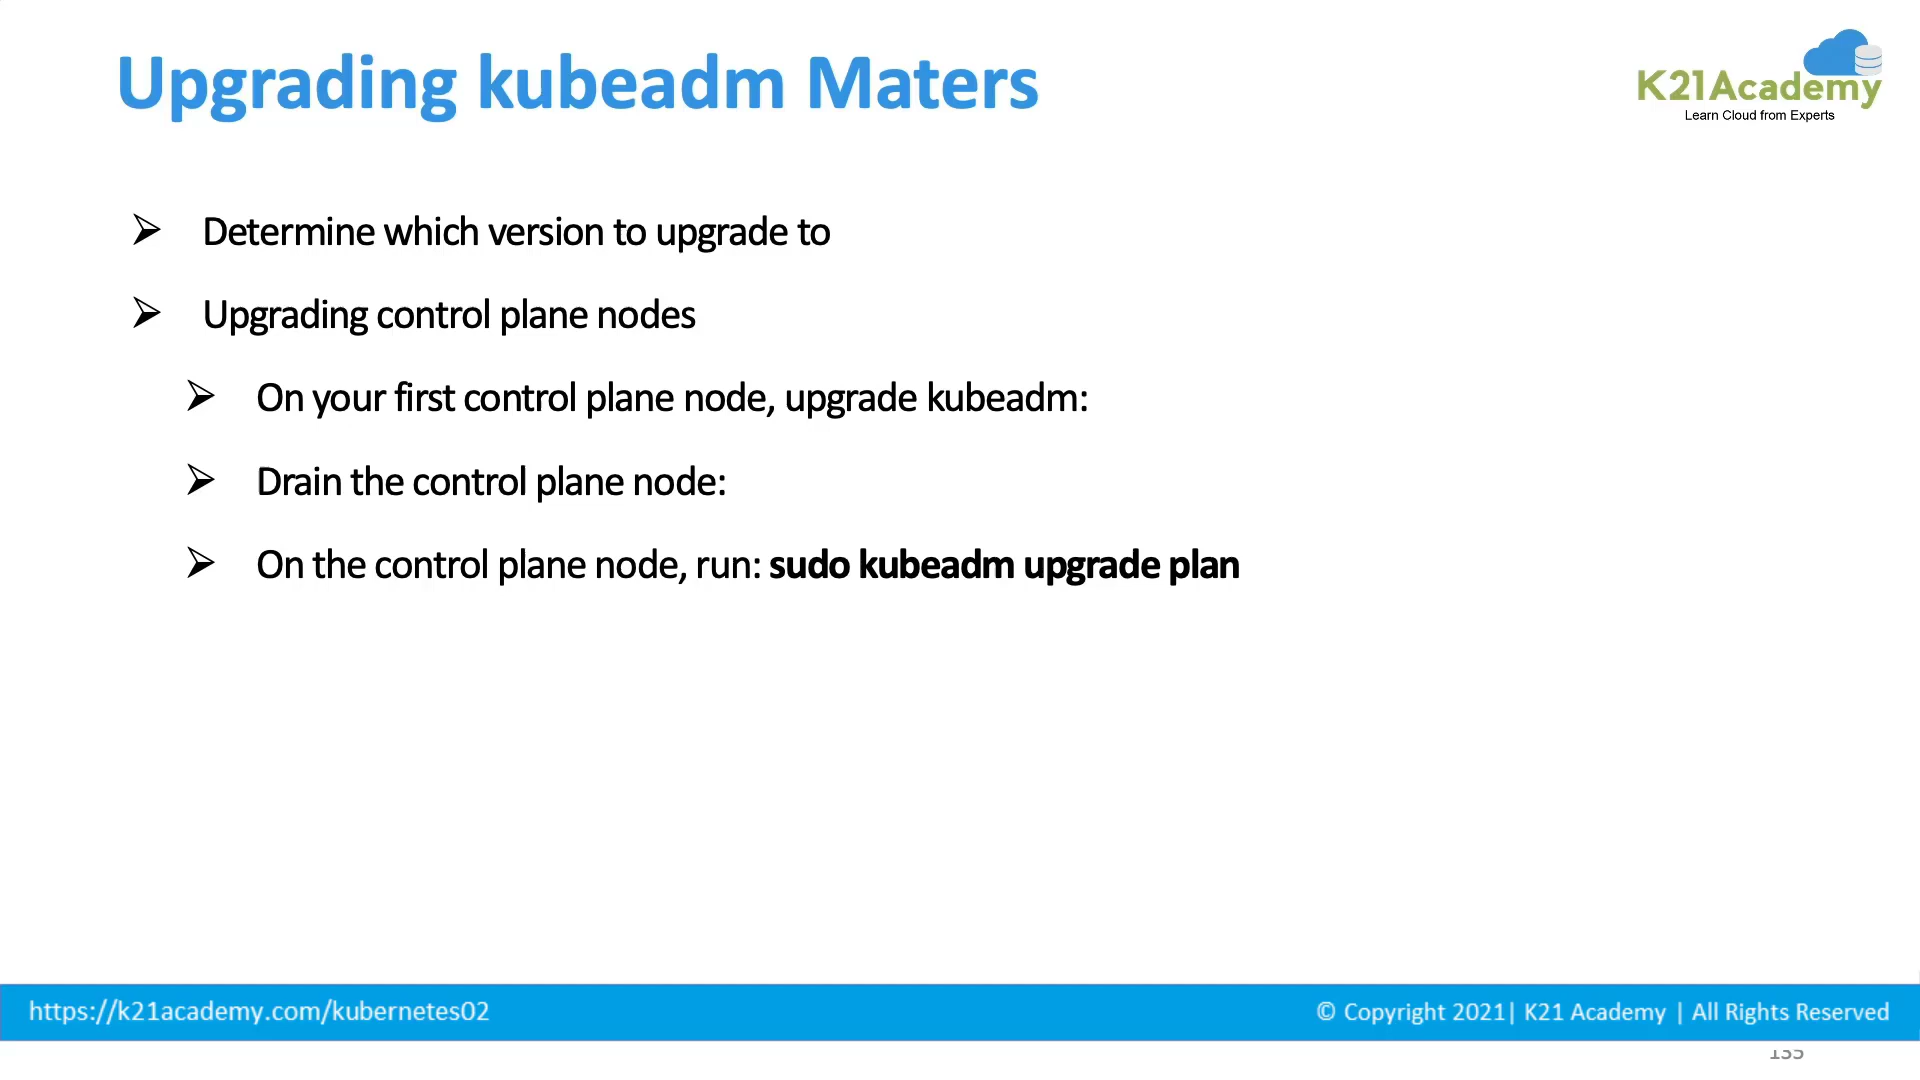 Upgrading kubeadm Maters
K21Academy
Learn Cloud from Experts
➢ Determine which version to upgrade to
➢ Upgrading control plane nodes
➢ On your first control plane node, upgrade kubeadm:
➢ Drain the control plane node:
➢ On the control plane node, run: sudo kubeadm upgrade plan
https://k21academy.com/kubernetes02
© Copyright 2021| K21 Academy | All Rights Reserved
135